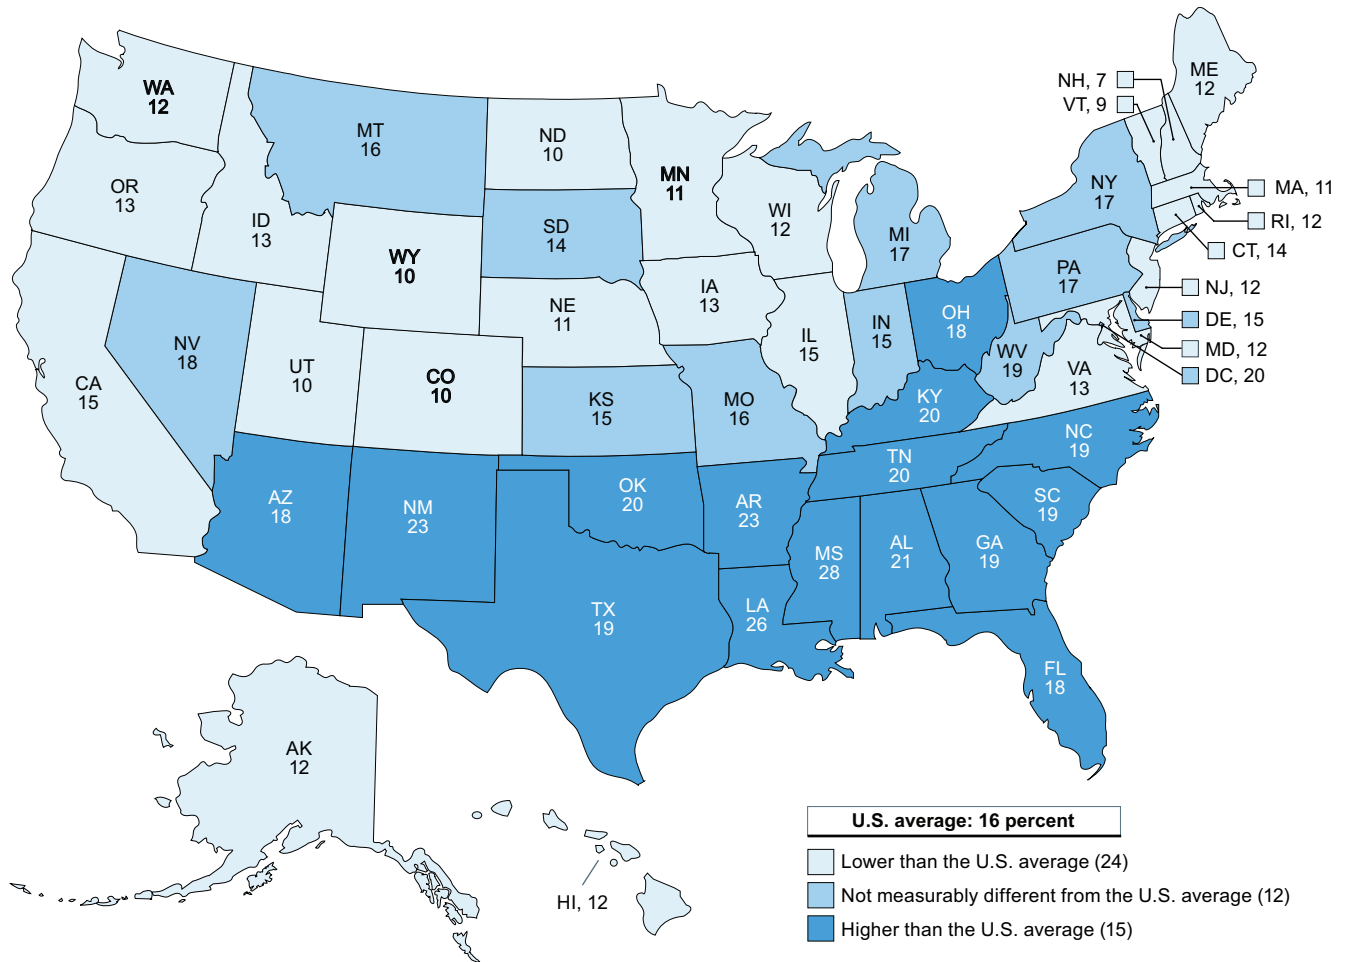 WA
12
OR
13
CA
15
ID
13
NV
18
MT
16
WY
10
UT
10
CO
10
AZ
18
NM
23
ND
10
SD
14
NE
11
KS
15
OK
20
TX
19
MN
11
IA
13
MO
16
AR
23
LA
26
WI
12
IL
15
MI
17
IN
15
OH
18
KY
20
TN
20
MS
28
AL
21
GA
19
FL
18
SC
19
NC
19
VA
13
WV
19
PA
17
NY
17
ME
12
NH, 7
VT, 9
MA, 11
RI, 12
CT, 14
NJ, 12
DE, 15
MD, 12
DC, 20
AK
12
HI, 12
U.S. average: 16 percent
Lower than the U.S. average (24)
Not measurably different from the U.S. average (12)
Higher than the U.S. average (15)